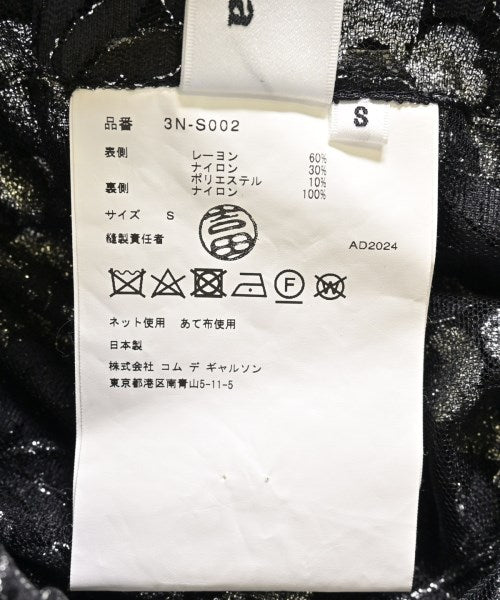 a
S
品番 3N-S002
表側 レーヨン 60%
ナイロン 30%
ポリエステル 10%
裏側 ナイロン 100%
サイズ S
縫製責任者
AD2024
F W
ネット使用 あて布使用
日本製
株式会社 コム デ ギャルソン
東京都港区南青山5-11-5